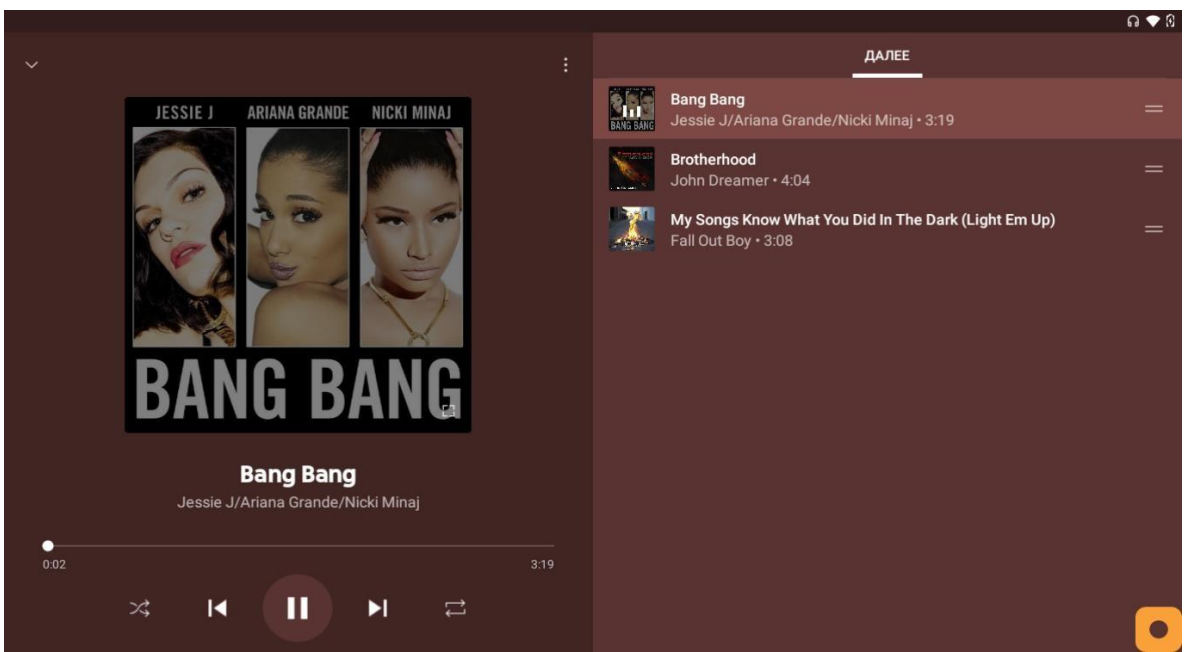 JESSIE J ARIANA GRANDE NICKI MINAJ
BANG BANG
Bang Bang
Jessie J/Ariana Grande/Nicki Minaj
0:02 3:19
ДАЛЕЕ
BANG BANG
Bang Bang
Jessie J/Ariana Grande/Nicki Minaj • 3:19
Brotherhood
John Dreamer • 4:04
My Songs Know What You Did In The Dark (Light Em Up)
Fall Out Boy • 3:08